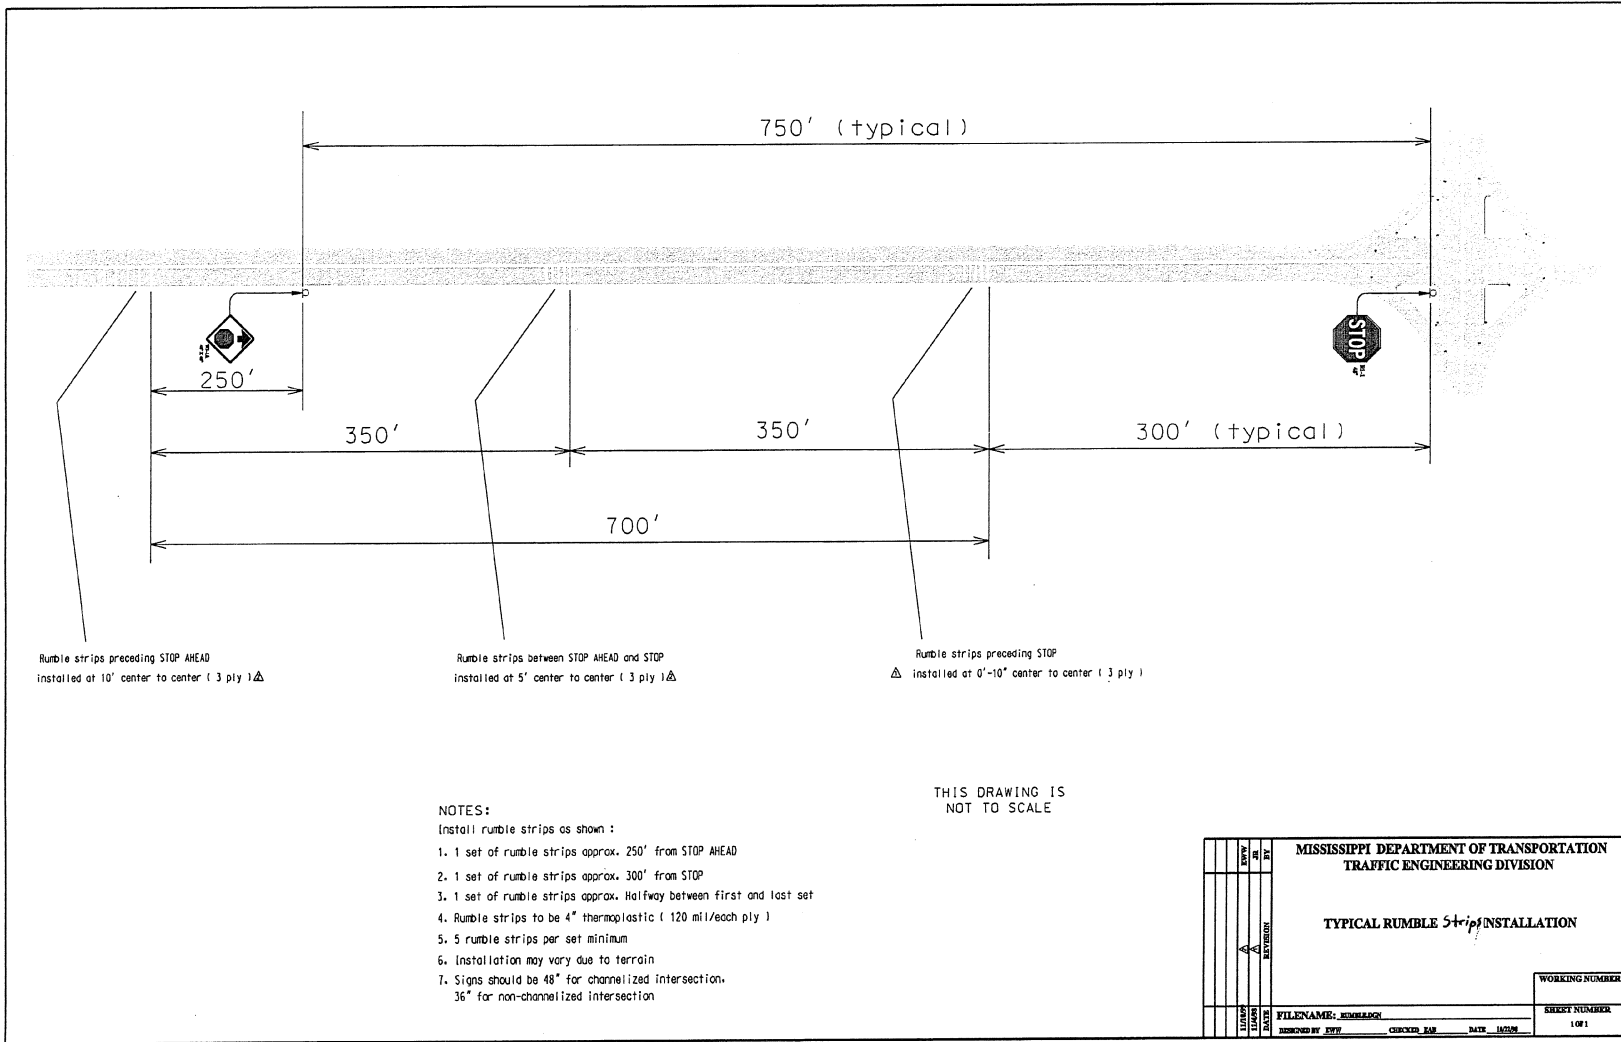 750' (typical)
STOP
R1-1
48"
250'
350'
350'
300' (typical)
700'
Rumble strips preceding STOP AHEAD
installed at 10' center to center ( 3 ply )
Rumble strips between STOP AHEAD and STOP
installed at 5' center to center ( 3 ply )
Rumble strips preceding STOP
installed at 0'-10" center to center ( 3 ply )
THIS DRAWING IS
NOT TO SCALE
NOTES:
Install rumble strips as shown :
1. 1 set of rumble strips approx. 250' from STOP AHEAD
2. 1 set of rumble strips approx. 300' from STOP
3. 1 set of rumble strips approx. Halfway between first and last set
4. Rumble strips to be 4" thermoplastic ( 120 mil/each ply )
5. 5 rumble strips per set minimum
6. Installation may vary due to terrain
7. Signs should be 48" for channelized intersection.
36" for non-channelized intersection
EWW
JR
BY
REVISION
DATE
MISSISSIPPI DEPARTMENT OF TRANSPORTATION
TRAFFIC ENGINEERING DIVISION
TYPICAL RUMBLE Strips INSTALLATION
WORKING NUMBER
FILENAME: RUMBLE.DGN
SHEET NUMBER
1 OF 1
DESIGNED BY EWW CHECKED DATE